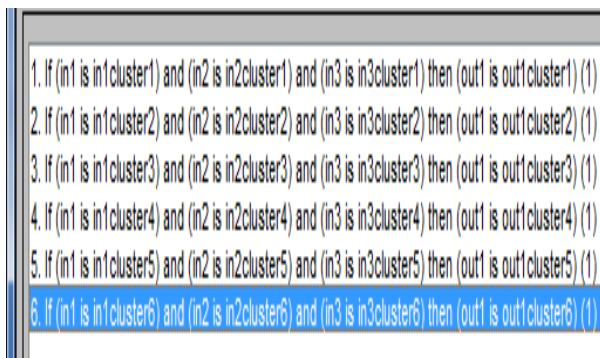 1. If (in1 is in1cluster1) and (in2 is in2cluster1) and (in3 is in3cluster1) then (out1 is out1cluster1) (1)
2. If (in1 is in1cluster2) and (in2 is in2cluster2) and (in3 is in3cluster2) then (out1 is out1cluster2) (1)
3. If (in1 is in1cluster3) and (in2 is in2cluster3) and (in3 is in3cluster3) then (out1 is out1cluster3) (1)
4. If (in1 is in1cluster4) and (in2 is in2cluster4) and (in3 is in3cluster4) then (out1 is out1cluster4) (1)
5. If (in1 is in1cluster5) and (in2 is in2cluster5) and (in3 is in3cluster5) then (out1 is out1cluster5) (1)
6. If (in1 is in1cluster6) and (in2 is in2cluster6) and (in3 is in3cluster6) then (out1 is out1cluster6) (1)